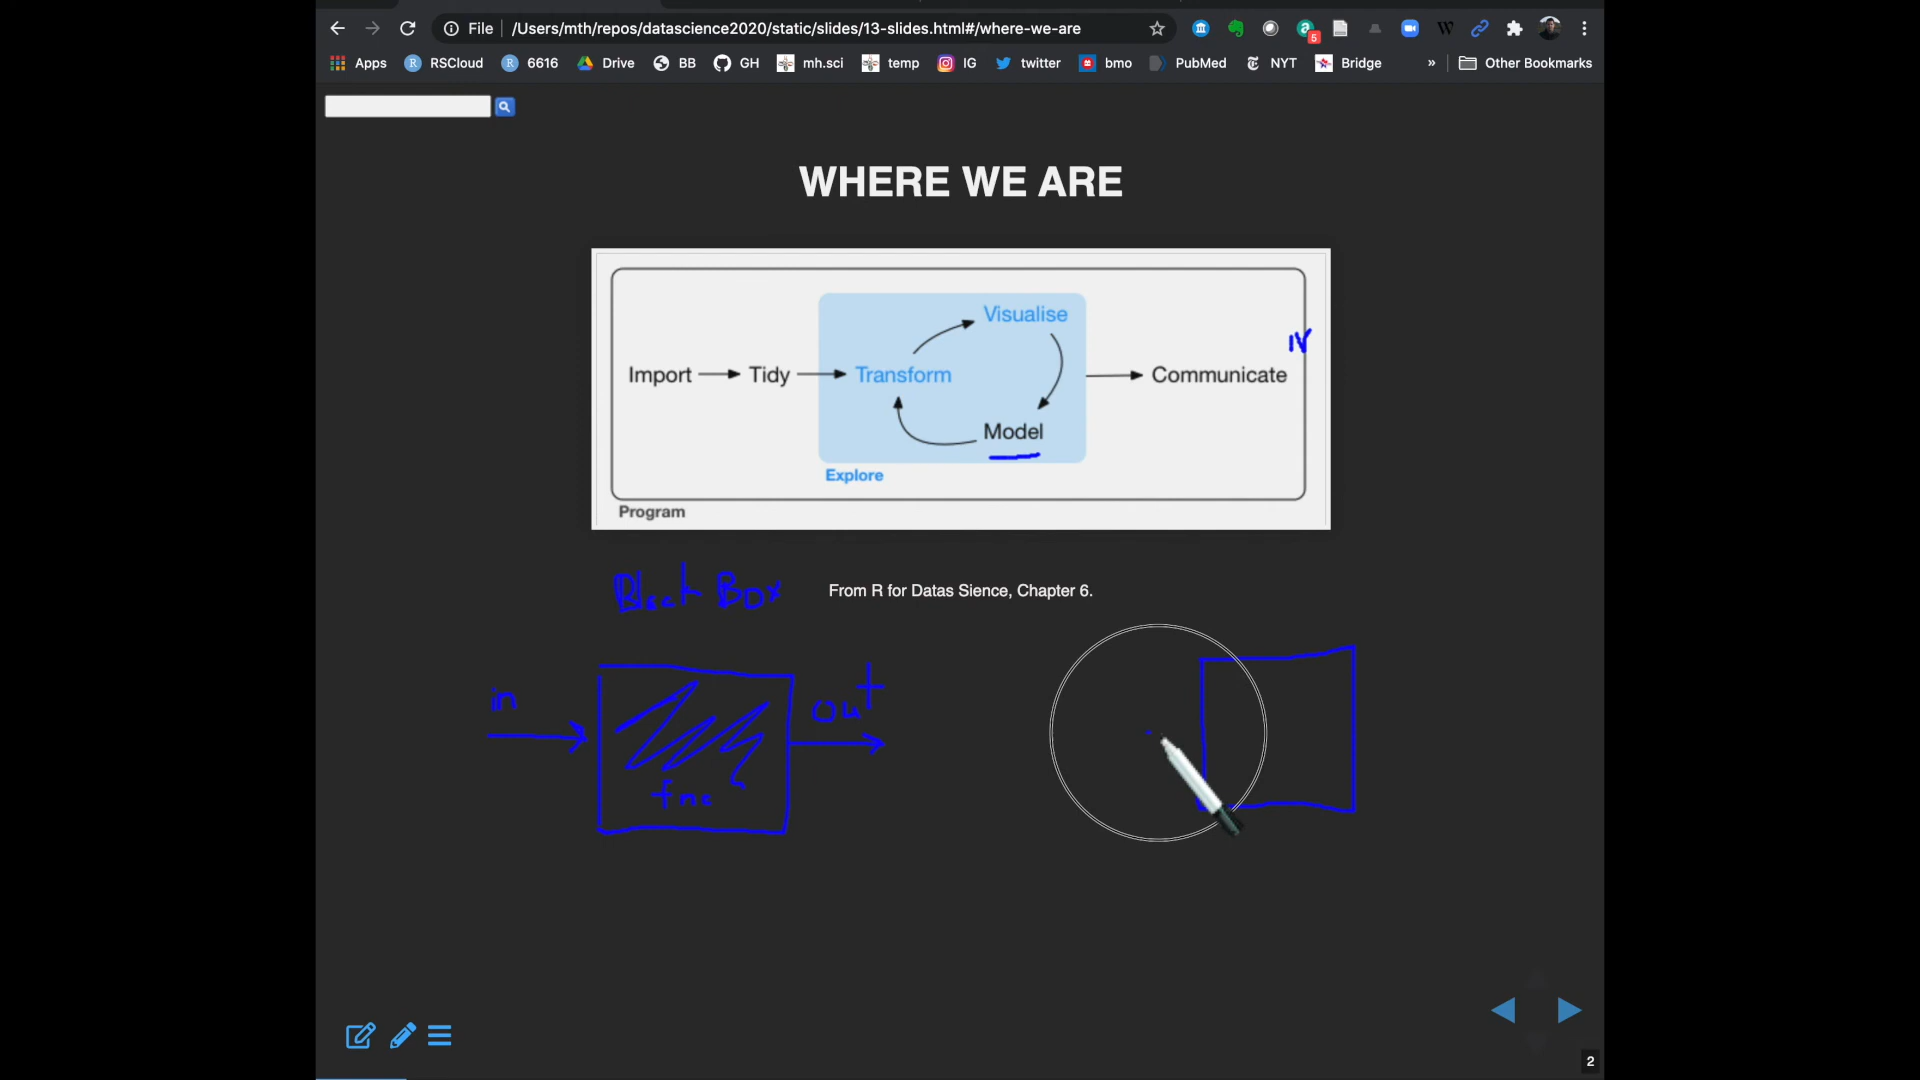 File /Users/mth/repos/datascience2020/static/slides/13-slides.html#/where-we-are 5
Apps RSCloud 6616 Drive BB GH mh.sci temp IG twitter bmo PubMed NYT Bridge » Other Bookmarks
WHERE WE ARE
Visualise
Import Tidy Transform Communicate
Model
Explore
Program
Black Box
From R for Datas Sience, Chapter 6.
in
out
fnc
2